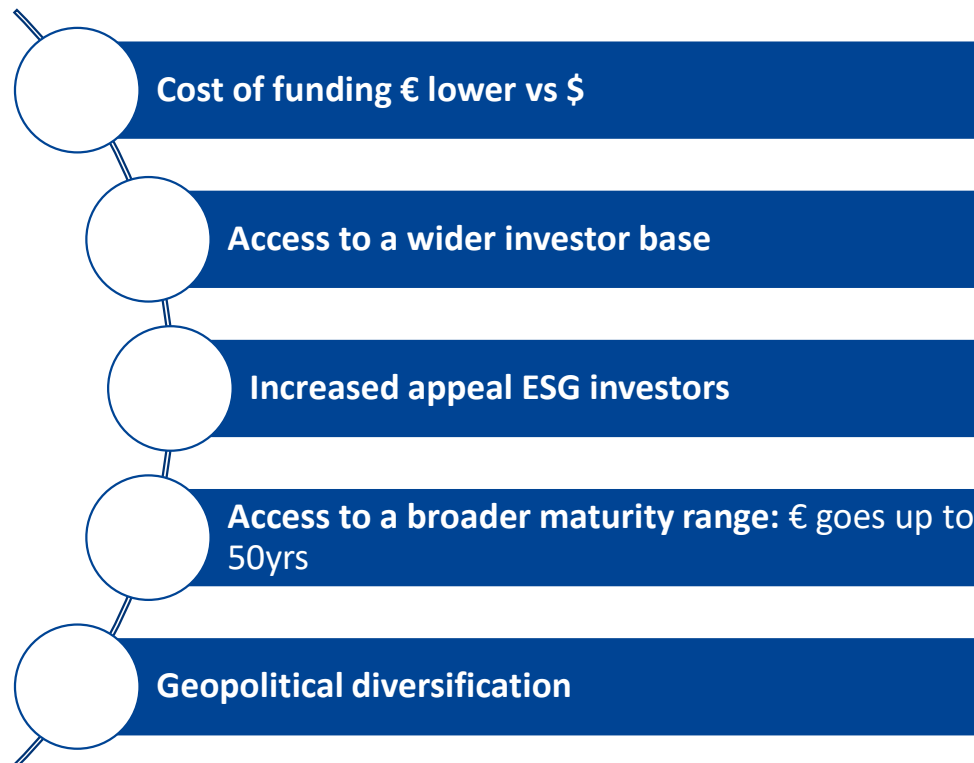 Cost of funding € lower vs $
Access to a wider investor base
Increased appeal ESG investors
Access to a broader maturity range: € goes up to
50yrs
Geopolitical diversification